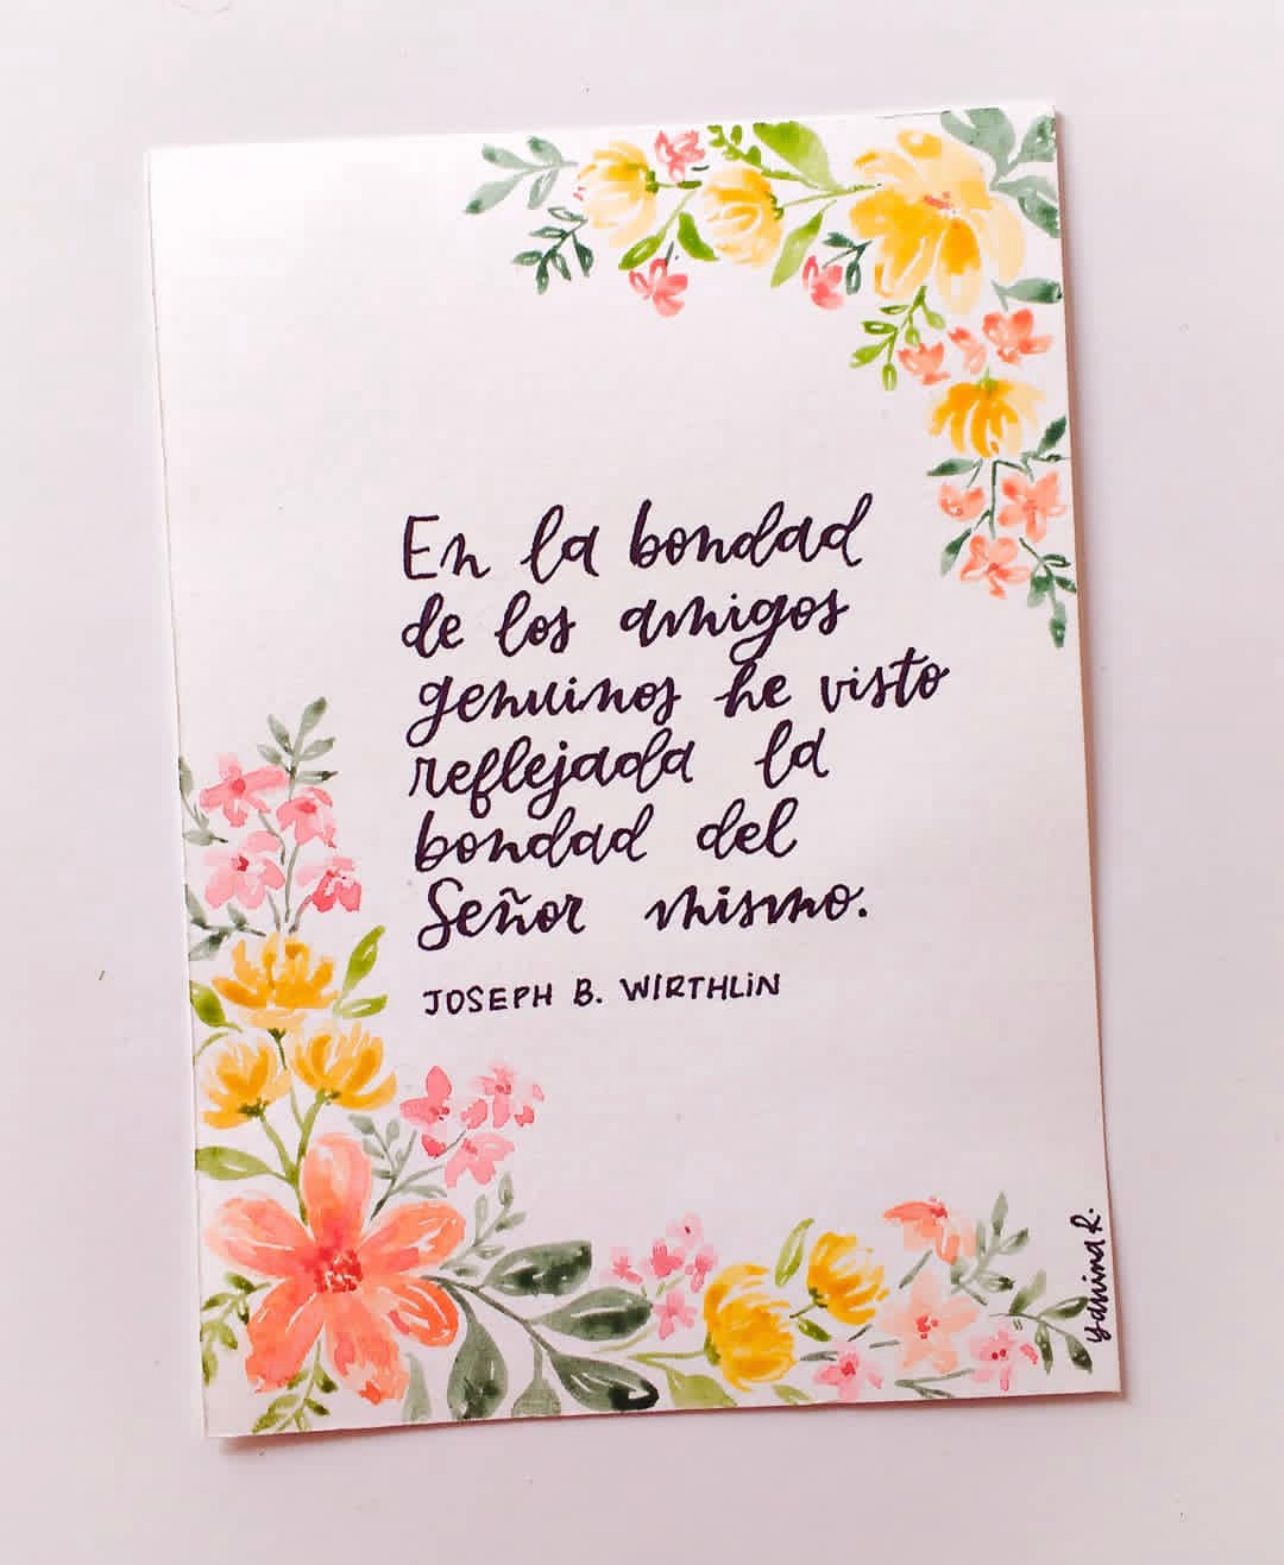 En la bondad
de los amigos
genuinos he visto
reflejada la
bondad del
Señor mismo.
JOSEPH B. WIRTHLIN
Yanina R.